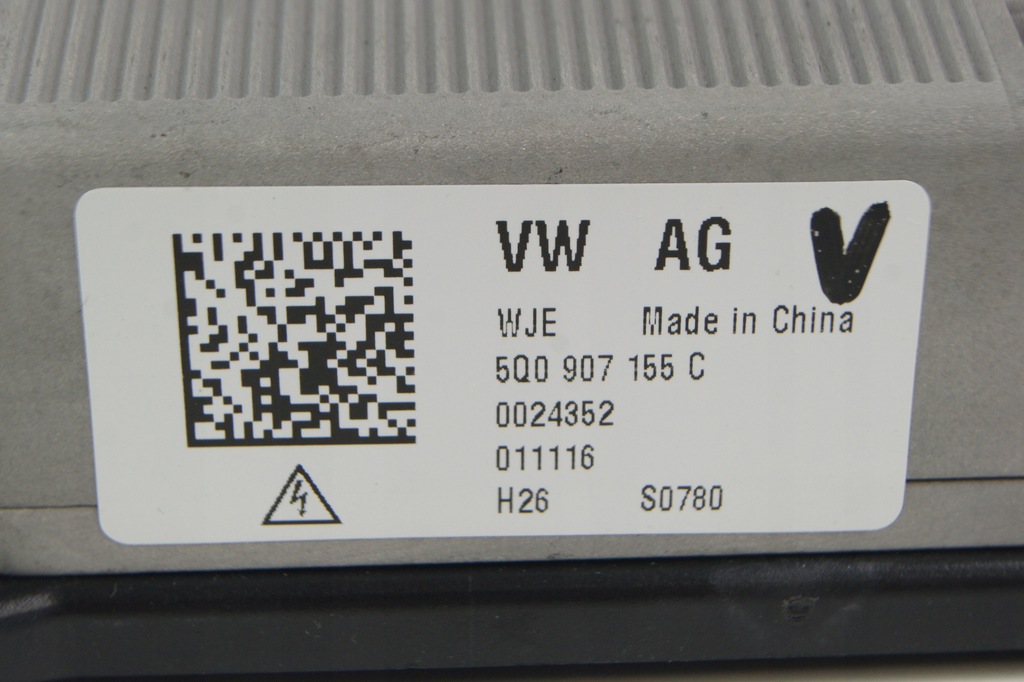 VW AG V
WJE Made in China
5Q0 907 155 C
0024352
011116
H26 S0780